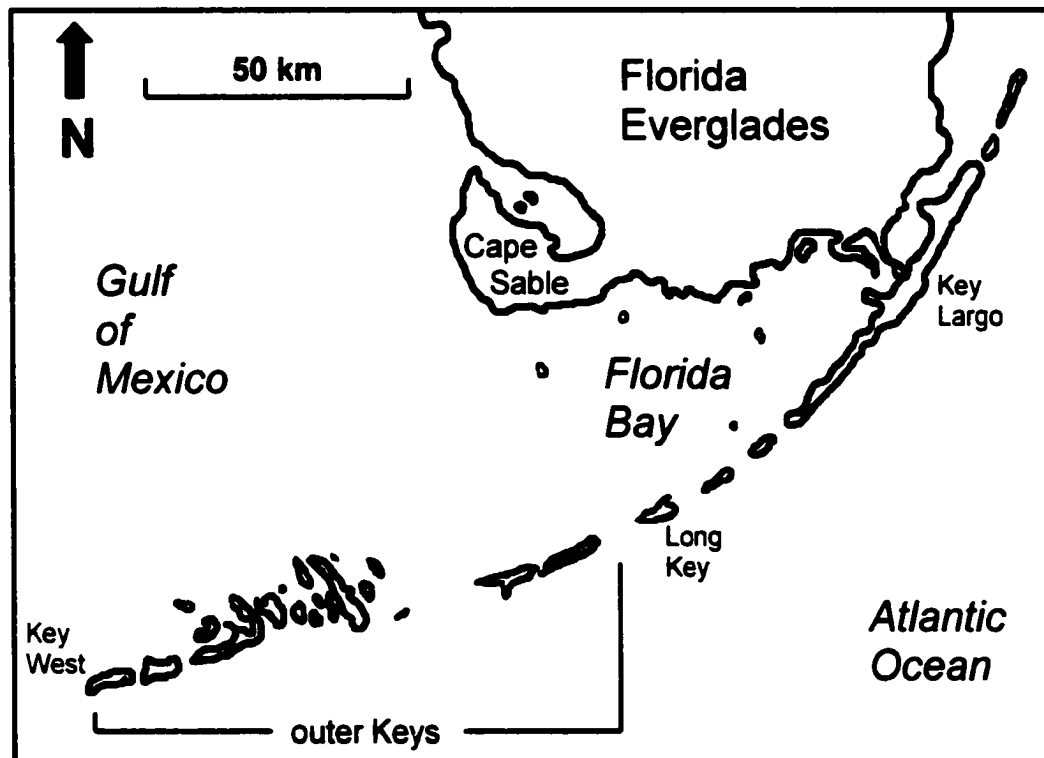 50 km
N
Florida
Everglades
Cape
Sable
Gulf
of
Mexico
Key
Largo
Florida
Bay
Long
Key
Key
West
Atlantic
Ocean
outer Keys